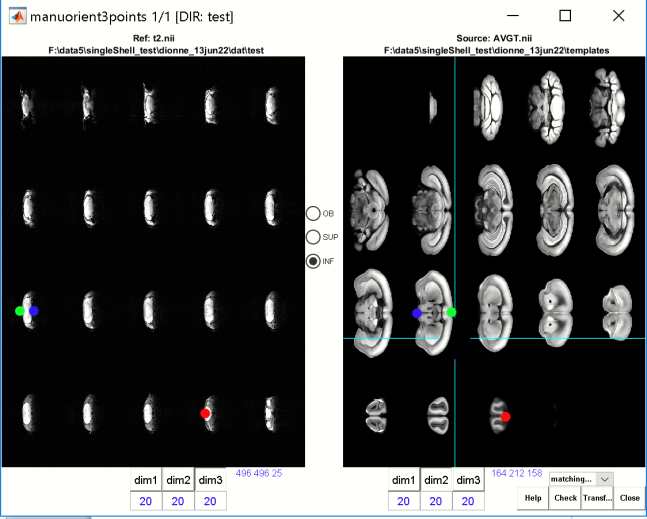 manuorient3points 1/1 [DIR: test]
Ref: t2.nii
F:\data5\singleShell_test\dionne_13jun22\dat\test
Source: AVGT.nii
F:\data5\singleShell_test\dionne_13jun22\templates
OB
SUP
INF
dim1 dim2 dim3
20 20 20
496 496 25
dim1 dim2 dim3
20 20 20
164 212 158
matching...
Help Check Transf... Close